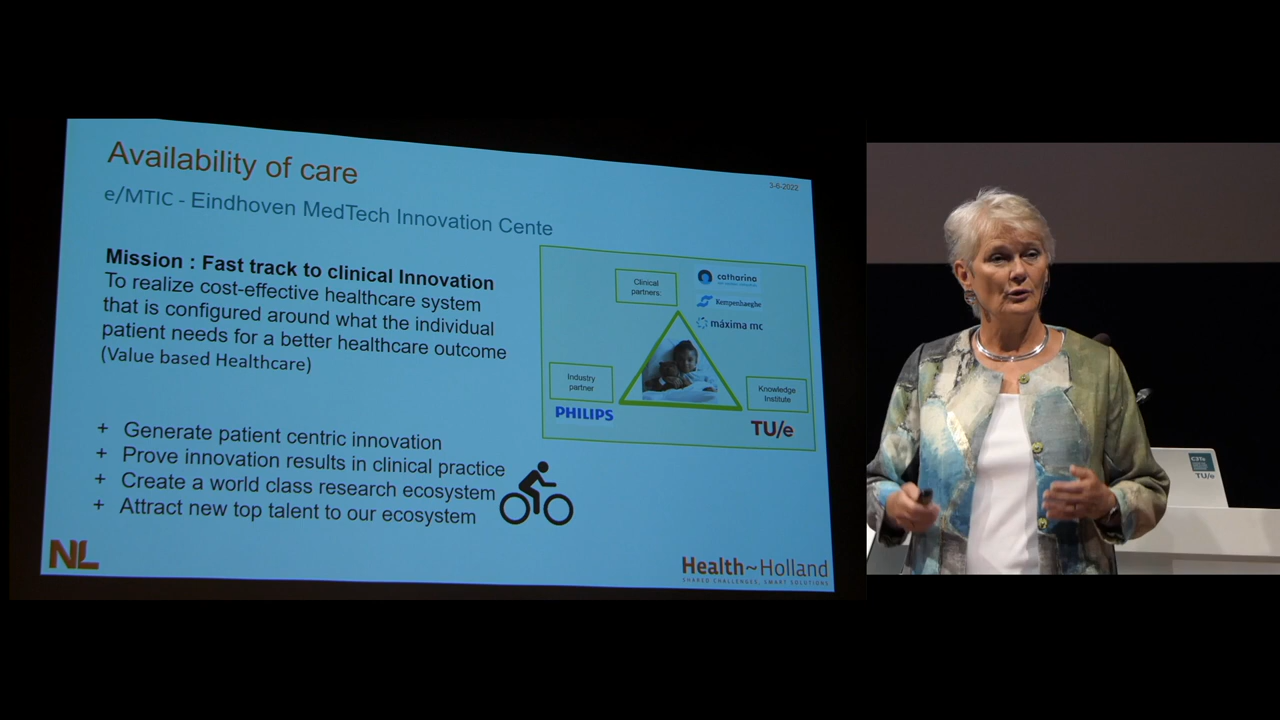 Availability of care
3-6-2022
e/MTIC - Eindhoven MedTech Innovation Cente
Mission : Fast track to clinical Innovation
To realize cost-effective healthcare system
that is configured around what the individual
patient needs for a better healthcare outcome
(Value based Healthcare)
Clinical
partners:
catharina
Kempenhaeghe
máxima mc
Industry
partner
PHILIPS
Knowledge
Institute
TU/e
+ Generate patient centric innovation
+ Prove innovation results in clinical practice
+ Create a world class research ecosystem
+ Attract new top talent to our ecosystem
NL
Health~Holland
SHARED CHALLENGES, SMART SOLUTIONS
TU/e